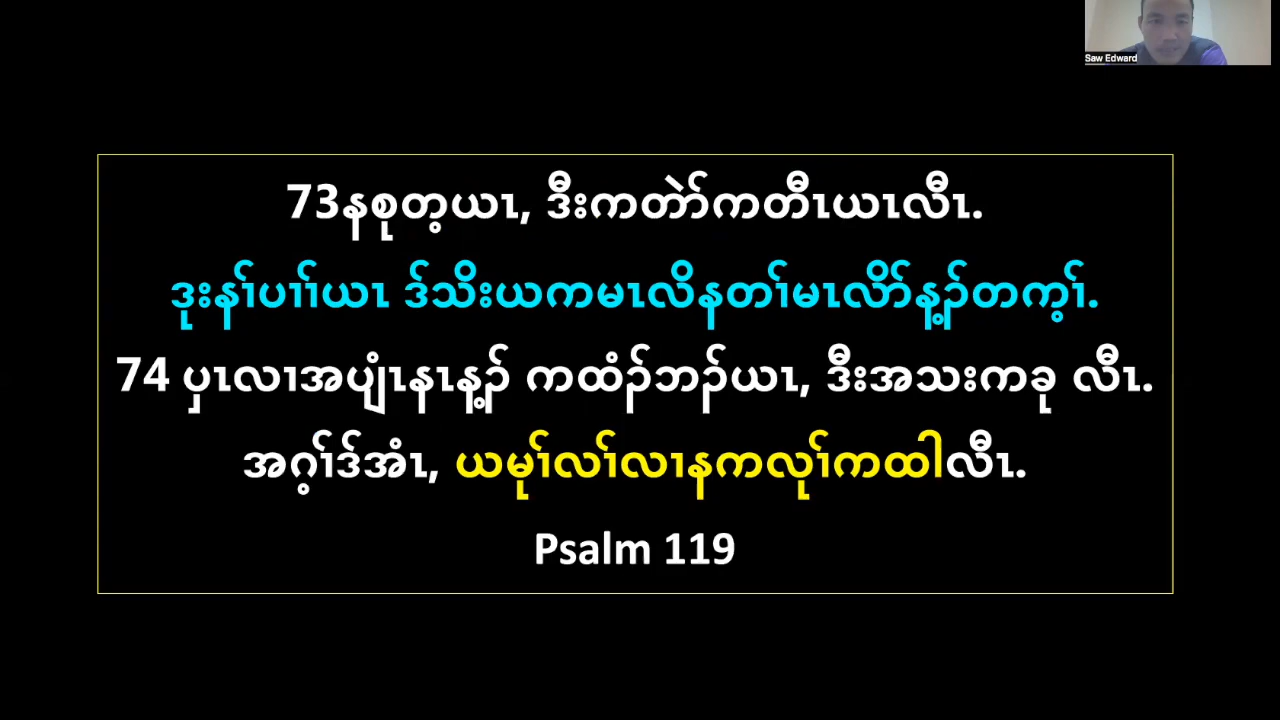 Saw Edward
73နစုတ့ယၤ, ဒီးကတဲာ်ကတီၤယၤလီၤ.
ဒုးနၢ်ပၢၢ်ယၤ ဒ်သိးယကမၤလိနတၢ်မၤလိာ်န့ၣ်တက့ၢ်.
74 ပှၤလၢအပျံၤနၤန့ၣ် ကထံၣ်ဘၣ်ယၤ, ဒီးအသးကခု လီၤ.
အဂ့ၢ်ဒ်အံၤ, ယမုၢ်လၢ်လၢနကလုၢ်ကထါလီၤ.
Psalm 119